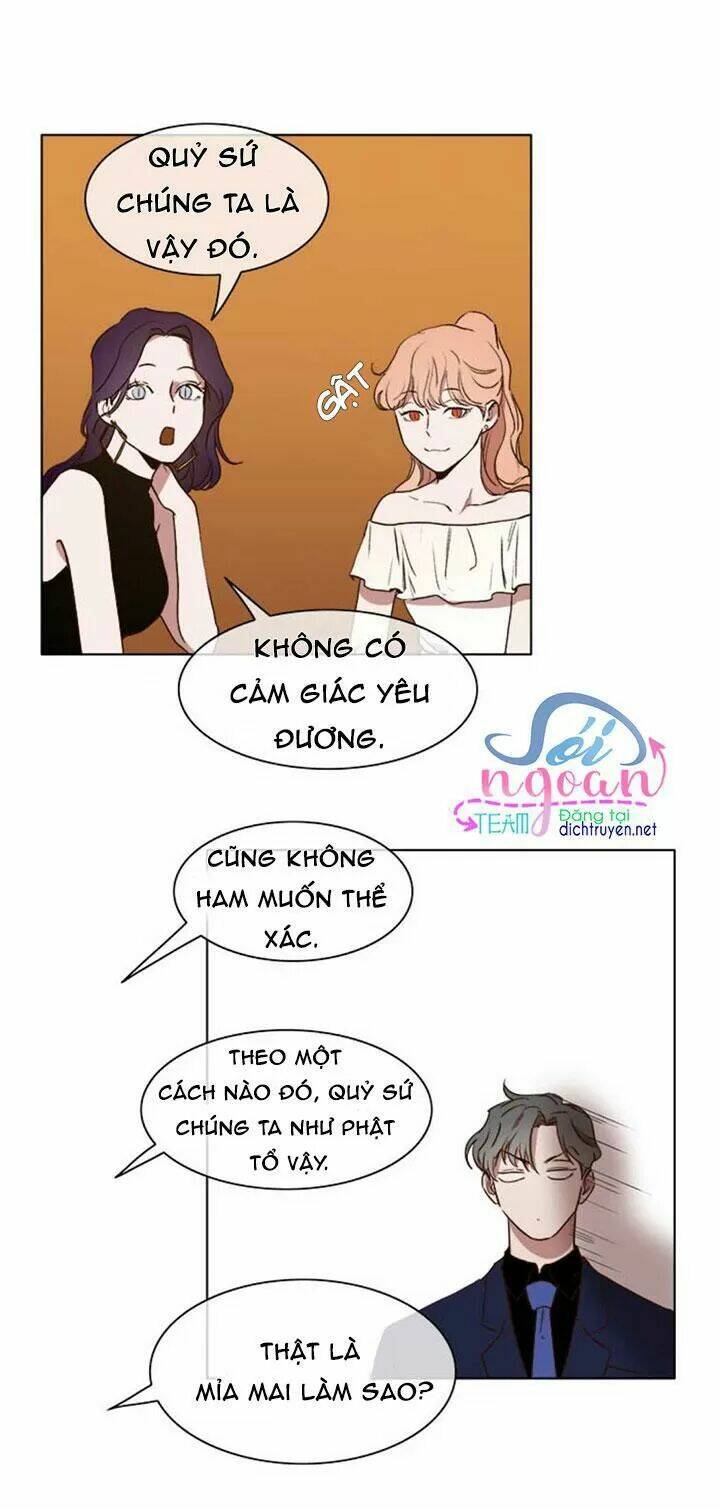 QUỶ SỨ
CHÚNG TA LÀ
VẬY ĐÓ.
GẬT
KHÔNG CÓ
CẢM GIÁC YÊU
ĐƯƠNG.
Sói
ngoan
TEAM
Đăng tại
dichtruyen.net
CŨNG KHÔNG
HAM MUỐN THỂ
XÁC.
THEO MỘT
CÁCH NÀO ĐÓ, QUỶ SỨ
CHÚNG TA NHƯ PHẬT
TỔ VẬY.
THẬT LÀ
MỈA MAI LÀM SAO?